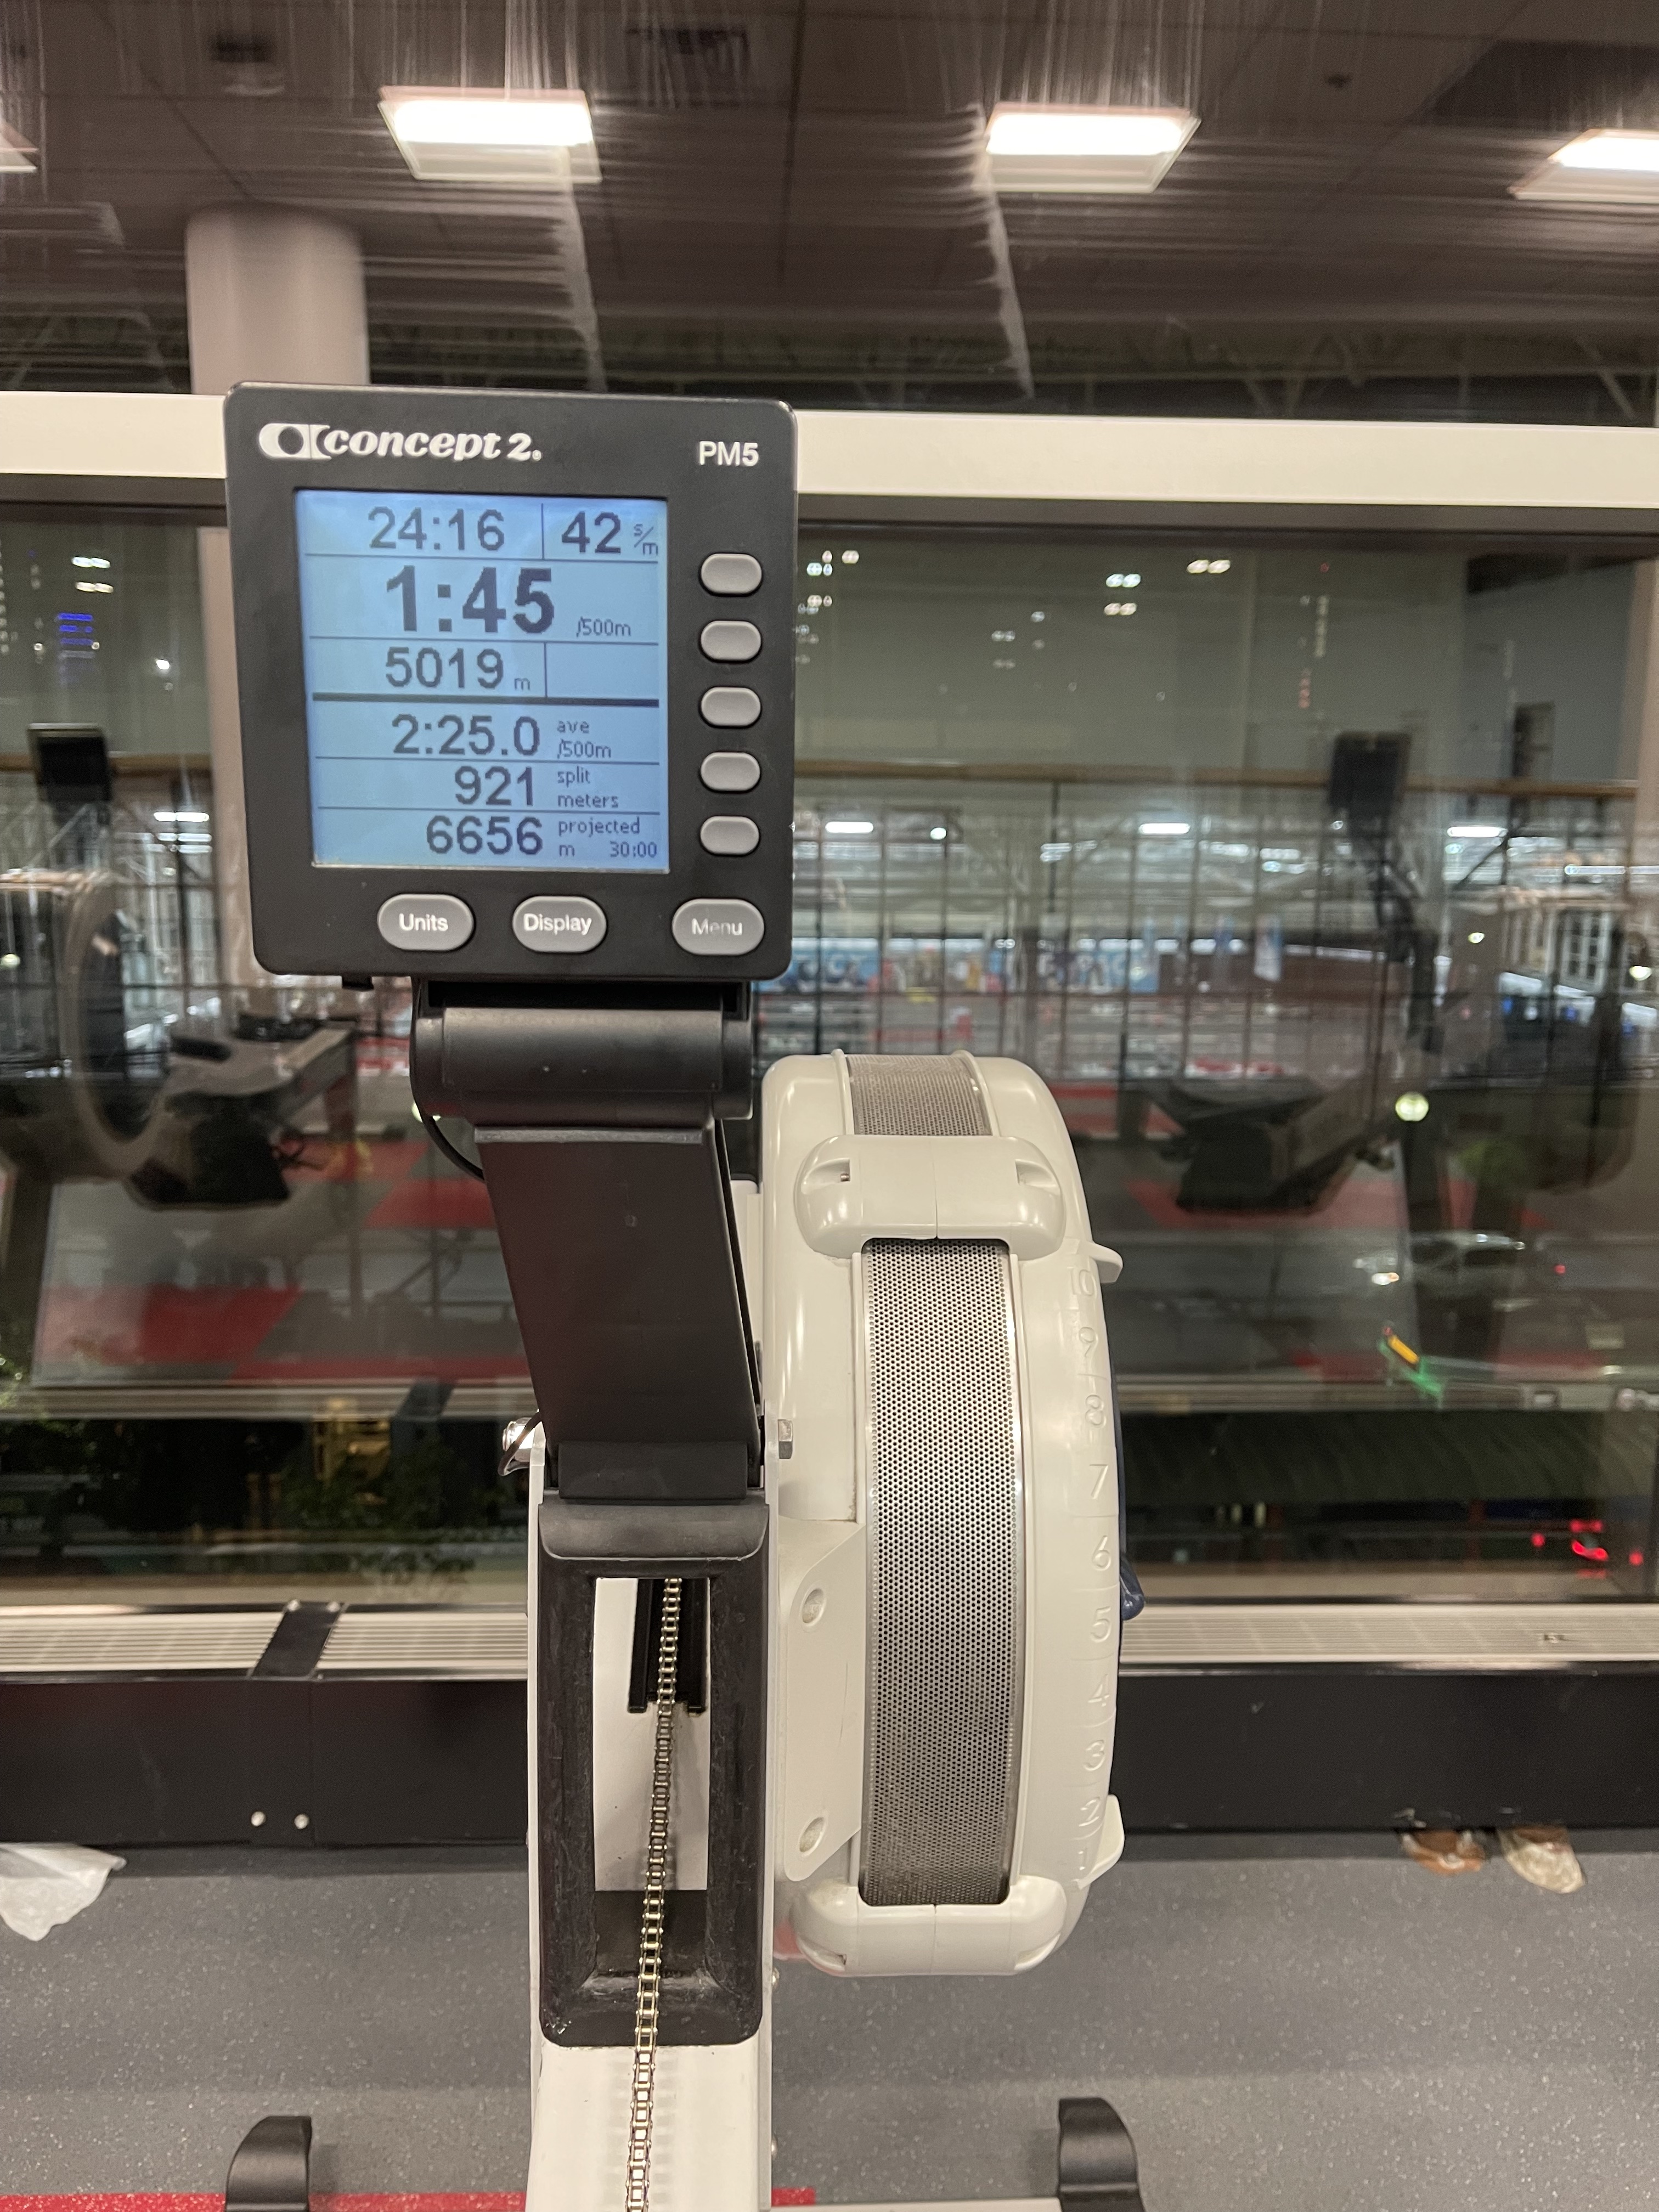 concept 2.
PM5
24:16 42 s/m
1:45 /500m
5019 m
2:25.0 ave /500m
921 split meters
6656 projected m 30:00
Units Display Menu
10
9
8
7
6
5
4
3
2
1